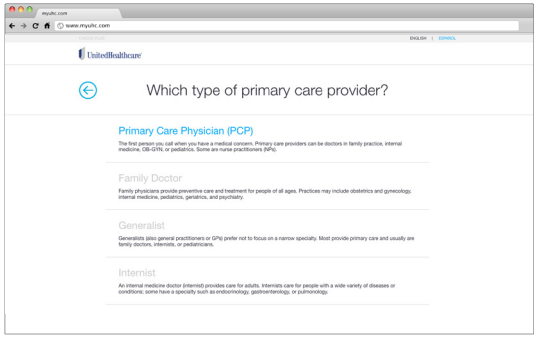 myuhc.com
www.myuhc.com
ENGLISH | ESPAÑOL
UnitedHealthcare
Which type of primary care provider?
Primary Care Physician (PCP)
The first person you call when you have a medical concern. Primary care providers can be doctors in family practice, internal
medicine, OB-GYN, or pediatrics. Some are nurse practitioners (NPs).
Family Doctor
Family physicians provide preventive care and treatment for people of all ages. Practices may include obstetrics and gynecology,
internal medicine, pediatrics, geriatrics, and psychiatry.
Generalist
Generalists (also general practitioners or GPs) prefer not to focus on a narrow specialty. Most provide primary care and usually are
family doctors, internists, or pediatricians.
Internist
An internal medicine doctor (internist) provides care for adults. Internists care for people with a wide variety of diseases or
conditions; some have a specialty such as endocrinology, gastroenterology, or pulmonology.